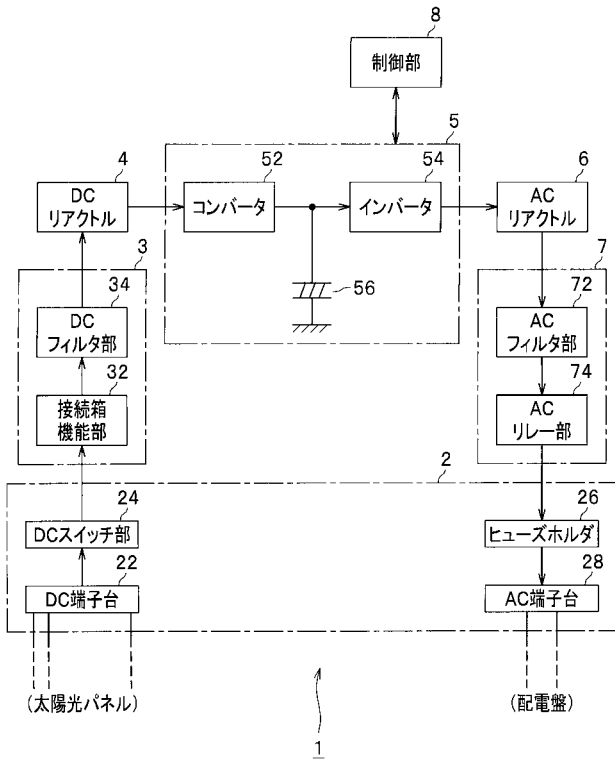 8
制御部
5
4
DC
リアクトル
52
コンバータ
54
インバータ
6
AC
リアクトル
56
3
34
DC
フィルタ部
32
接続箱
機能部
7
72
AC
フィルタ部
74
AC
リレー部
2
24
DCスイッチ部
22
DC端子台
26
ヒューズホルダ
28
AC端子台
(太陽光パネル)
(配電盤)
1